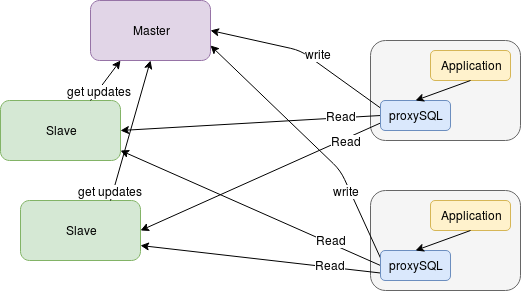 Master
write
Application
get updates
proxySQL
Read
Slave
Read
get updates
write
Application
Slave
Read
Read
proxySQL